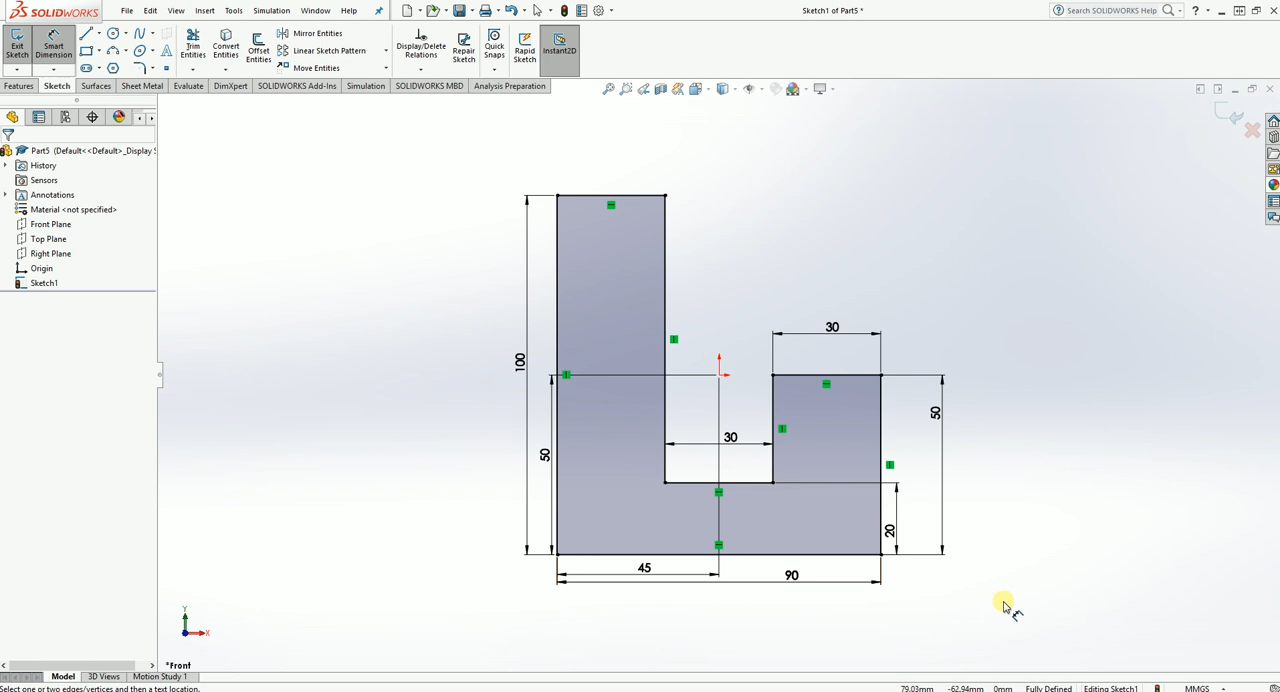 SOLIDWORKS
File Edit View Insert Tools Simulation Window Help
Sketch1 of Part5 *
Search SOLIDWORKS Help
?
Exit Sketch
Smart Dimension
Trim Entities
Convert Entities
Offset Entities
Mirror Entities
Linear Sketch Pattern
Move Entities
Display/Delete Relations
Repair Sketch
Quick Snaps
Rapid Sketch
Instant2D
Features Sketch Surfaces Sheet Metal Evaluate DimXpert SOLIDWORKS Add-Ins Simulation SOLIDWORKS MBD Analysis Preparation
Part5 (Default<<Default>_Display S
History
Sensors
Annotations
Material <not specified>
Front Plane
Top Plane
Right Plane
Origin
Sketch1
30
100
50
30
50
20
45
90
Y
X
*Front
Model 3D Views Motion Study 1
Select one or two edges/vertices and then a text location.
79.03mm -62.94mm 0mm Fully Defined Editing Sketch1 MMGS